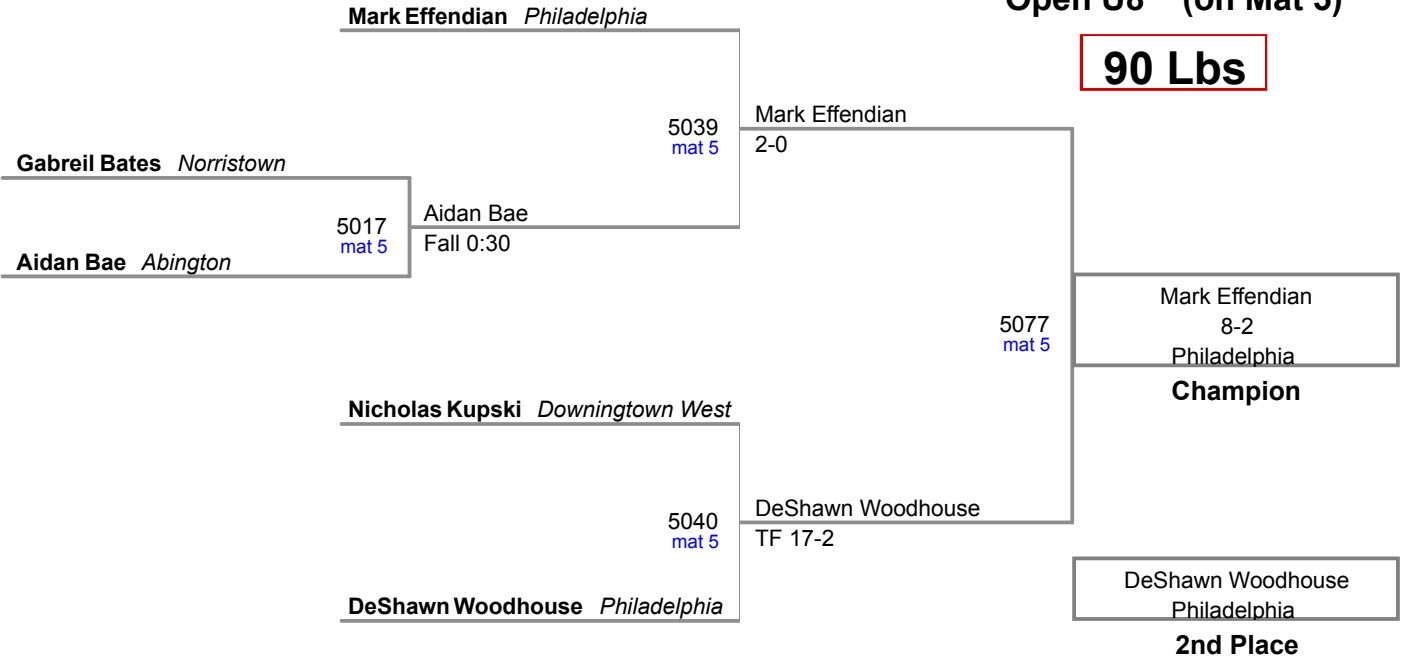 Open U8 (on Mat 5)
90 Lbs
Mark Effendian Philadelphia
5039
mat 5
Mark Effendian
2-0
Gabreil Bates Norristown
5017
mat 5
Aidan Bae
Fall 0:30
Aidan Bae Abington
5077
mat 5
Mark Effendian
8-2
Philadelphia
Champion
Nicholas Kupski Downingtown West
5040
mat 5
DeShawn Woodhouse
TF 17-2
DeShawn Woodhouse Philadelphia
DeShawn Woodhouse
Philadelphia
2nd Place